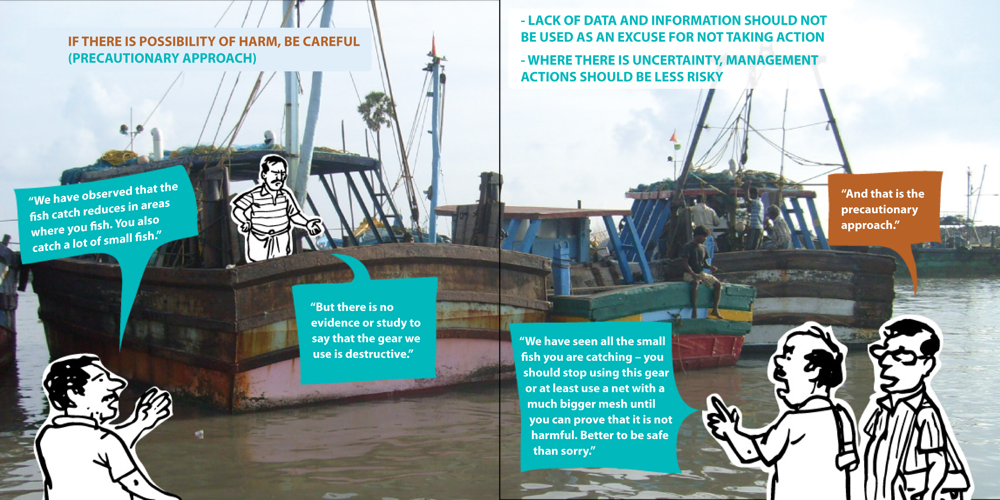 IF THERE IS POSSIBILITY OF HARM, BE CAREFUL
(PRECAUTIONARY APPROACH)
“We have observed that the
fish catch reduces in areas
where you fish. You also
catch a lot of small fish.”
“But there is no
evidence or study to
say that the gear we
use is destructive.”
- LACK OF DATA AND INFORMATION SHOULD NOT
BE USED AS AN EXCUSE FOR NOT TAKING ACTION
- WHERE THERE IS UNCERTAINTY, MANAGEMENT
ACTIONS SHOULD BE LESS RISKY
“We have seen all the small
fish you are catching – you
should stop using this gear
or at least use a net with a
much bigger mesh until
you can prove that it is not
harmful. Better to be safe
than sorry.”
“And that is the
precautionary
approach.”